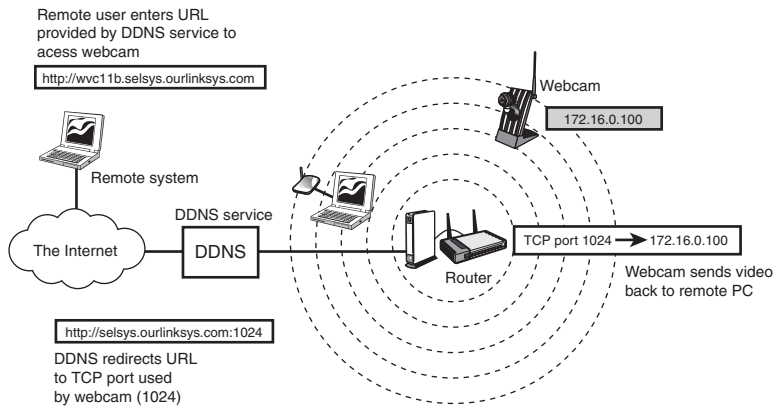 Remote user enters URL
provided by DDNS service to
acess webcam
http://wvc11b.selsys.ourlinksys.com
Webcam
172.16.0.100
Remote system
DDNS service
The Internet
DDNS
Router
TCP port 1024 → 172.16.0.100
Webcam sends video
back to remote PC
http://selsys.ourlinksys.com:1024
DDNS redirects URL
to TCP port used
by webcam (1024)